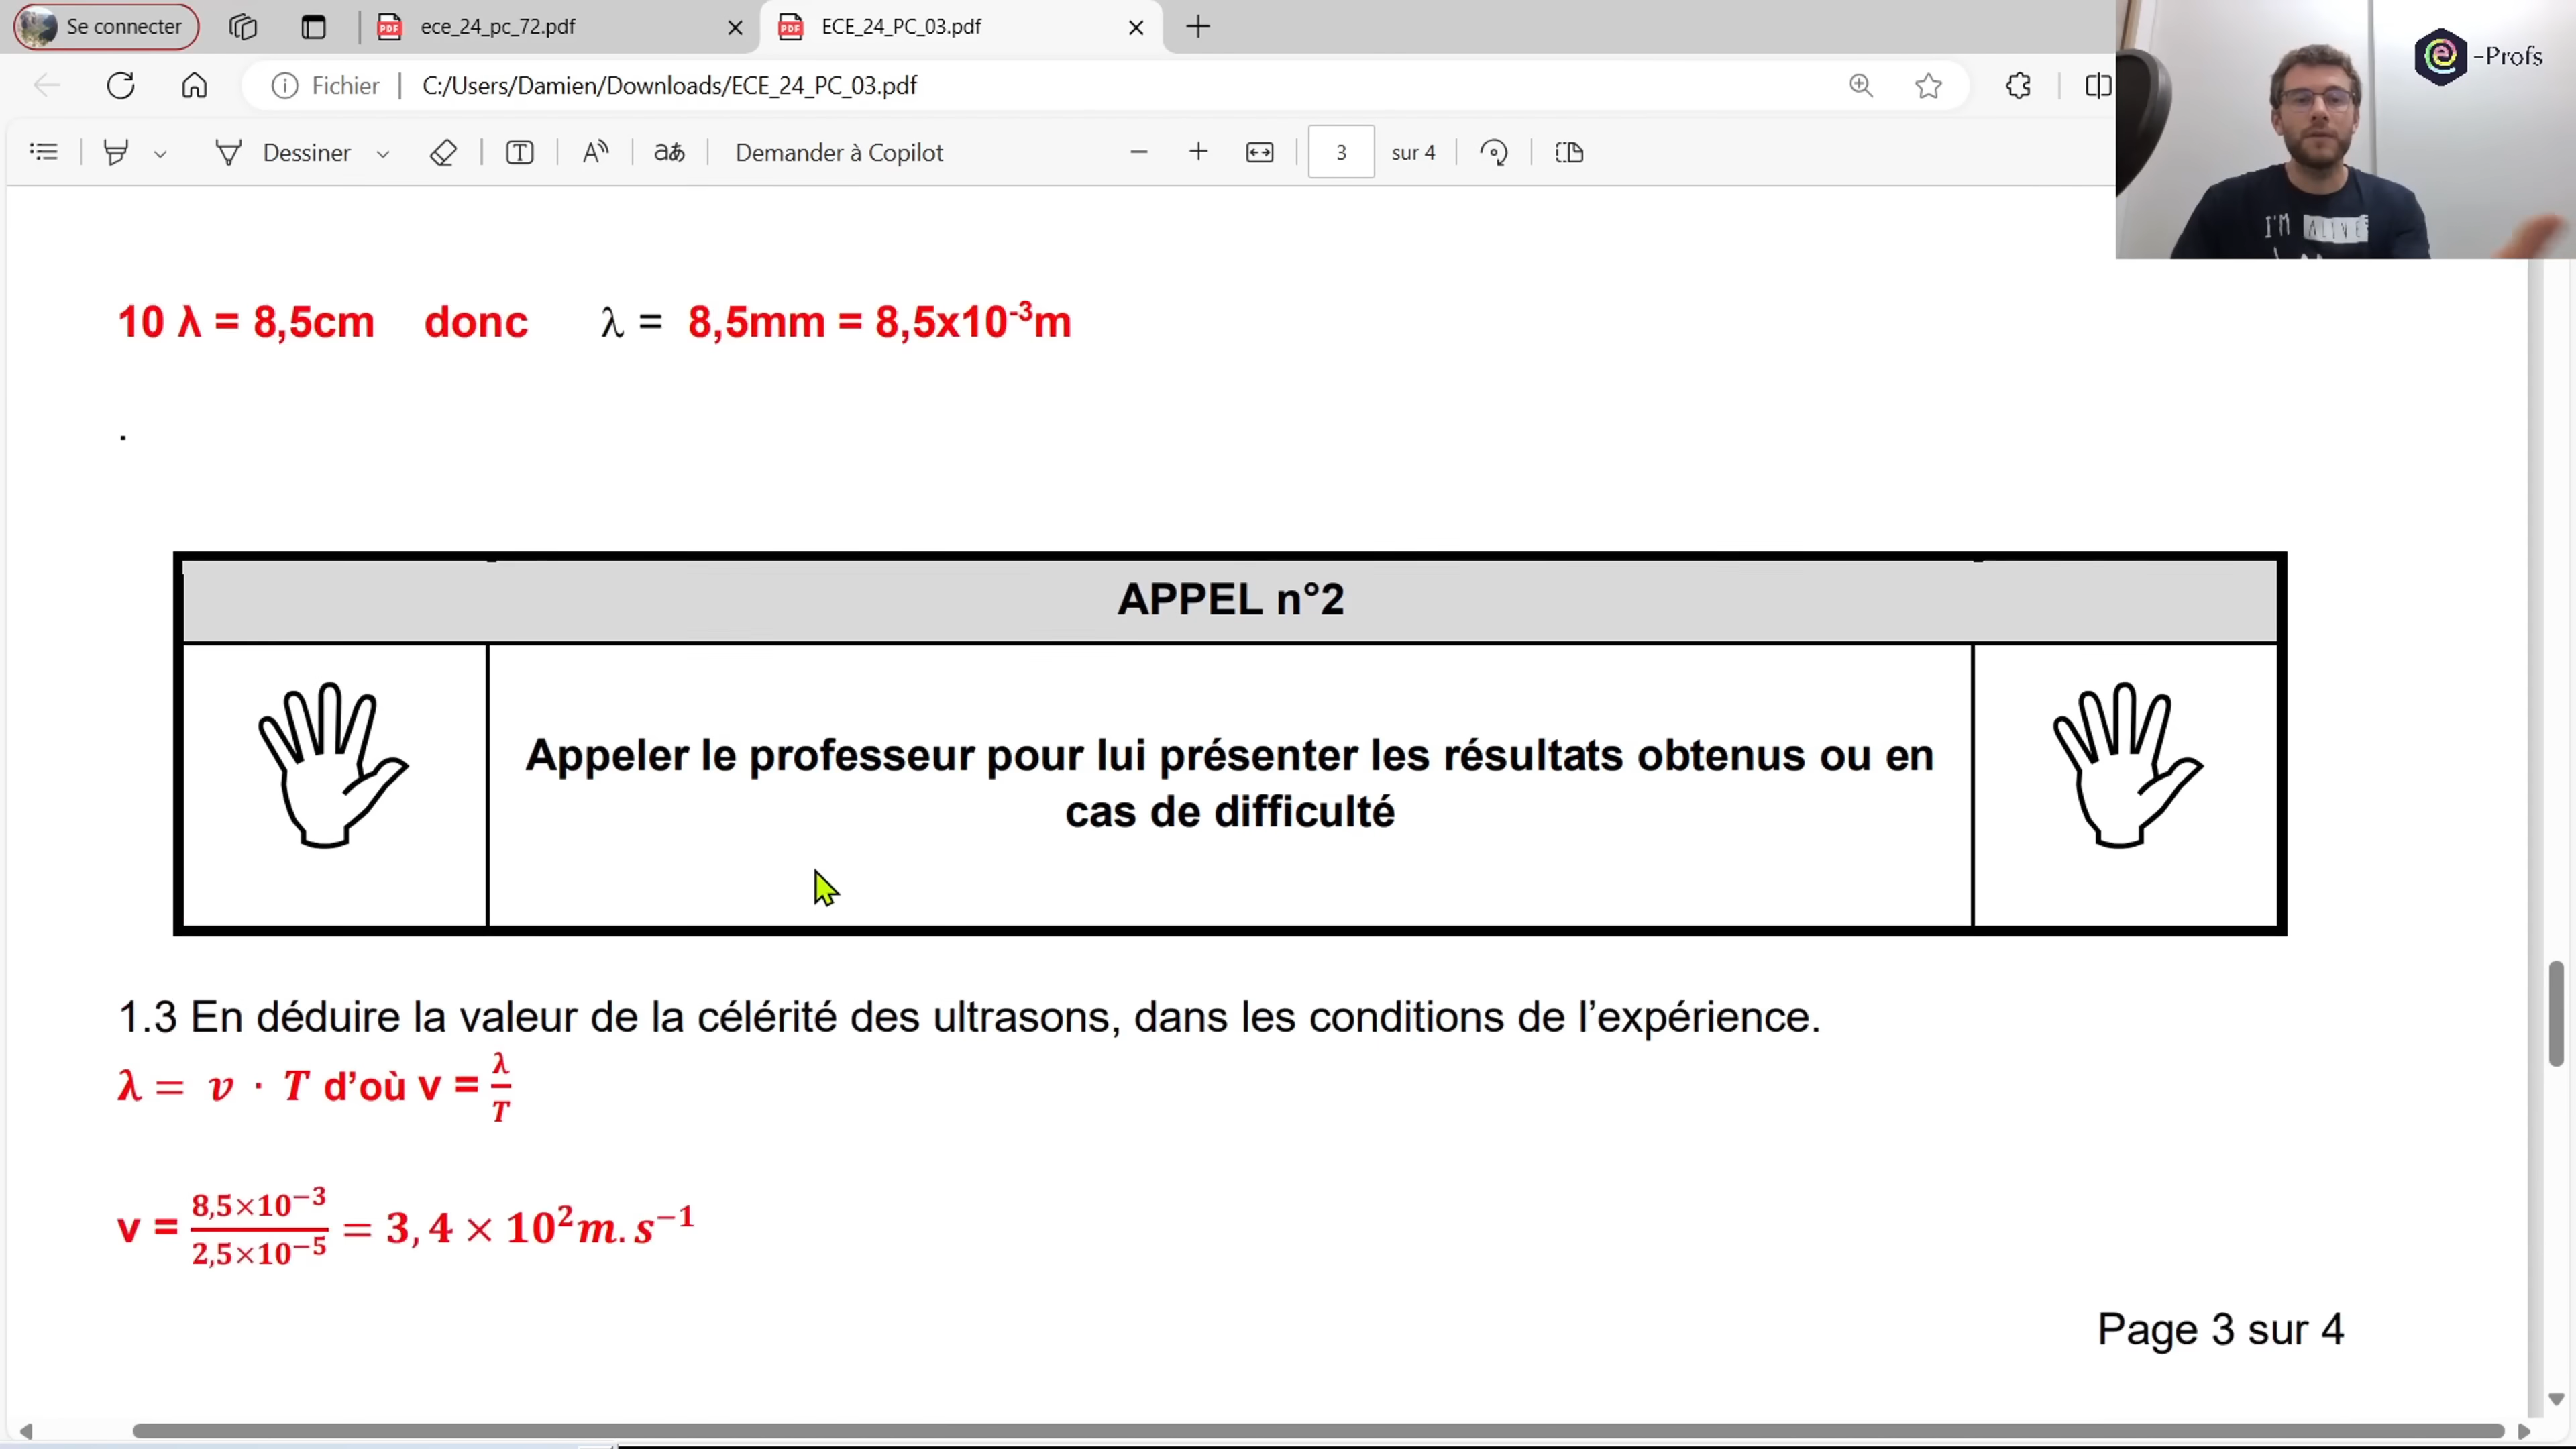 Se connecter
ece_24_pc_72.pdf
ECE_24_PC_03.pdf
Fichier
C:/Users/Damien/Downloads/ECE_24_PC_03.pdf
Dessiner
Demander à Copilot
3 sur 4
-Profs
I'M ALIVE
10 λ = 8,5cm donc λ = 8,5mm = 8,5x10⁻³m
.
APPEL n°2
Appeler le professeur pour lui présenter les résultats obtenus ou en
cas de difficulté
1.3 En déduire la valeur de la célérité des ultrasons, dans les conditions de l'expérience.
λ = v · T d'où v = λ/T
v = 8,5×10⁻³/2,5×10⁻⁵ = 3,4 × 10² m.s⁻¹
Page 3 sur 4